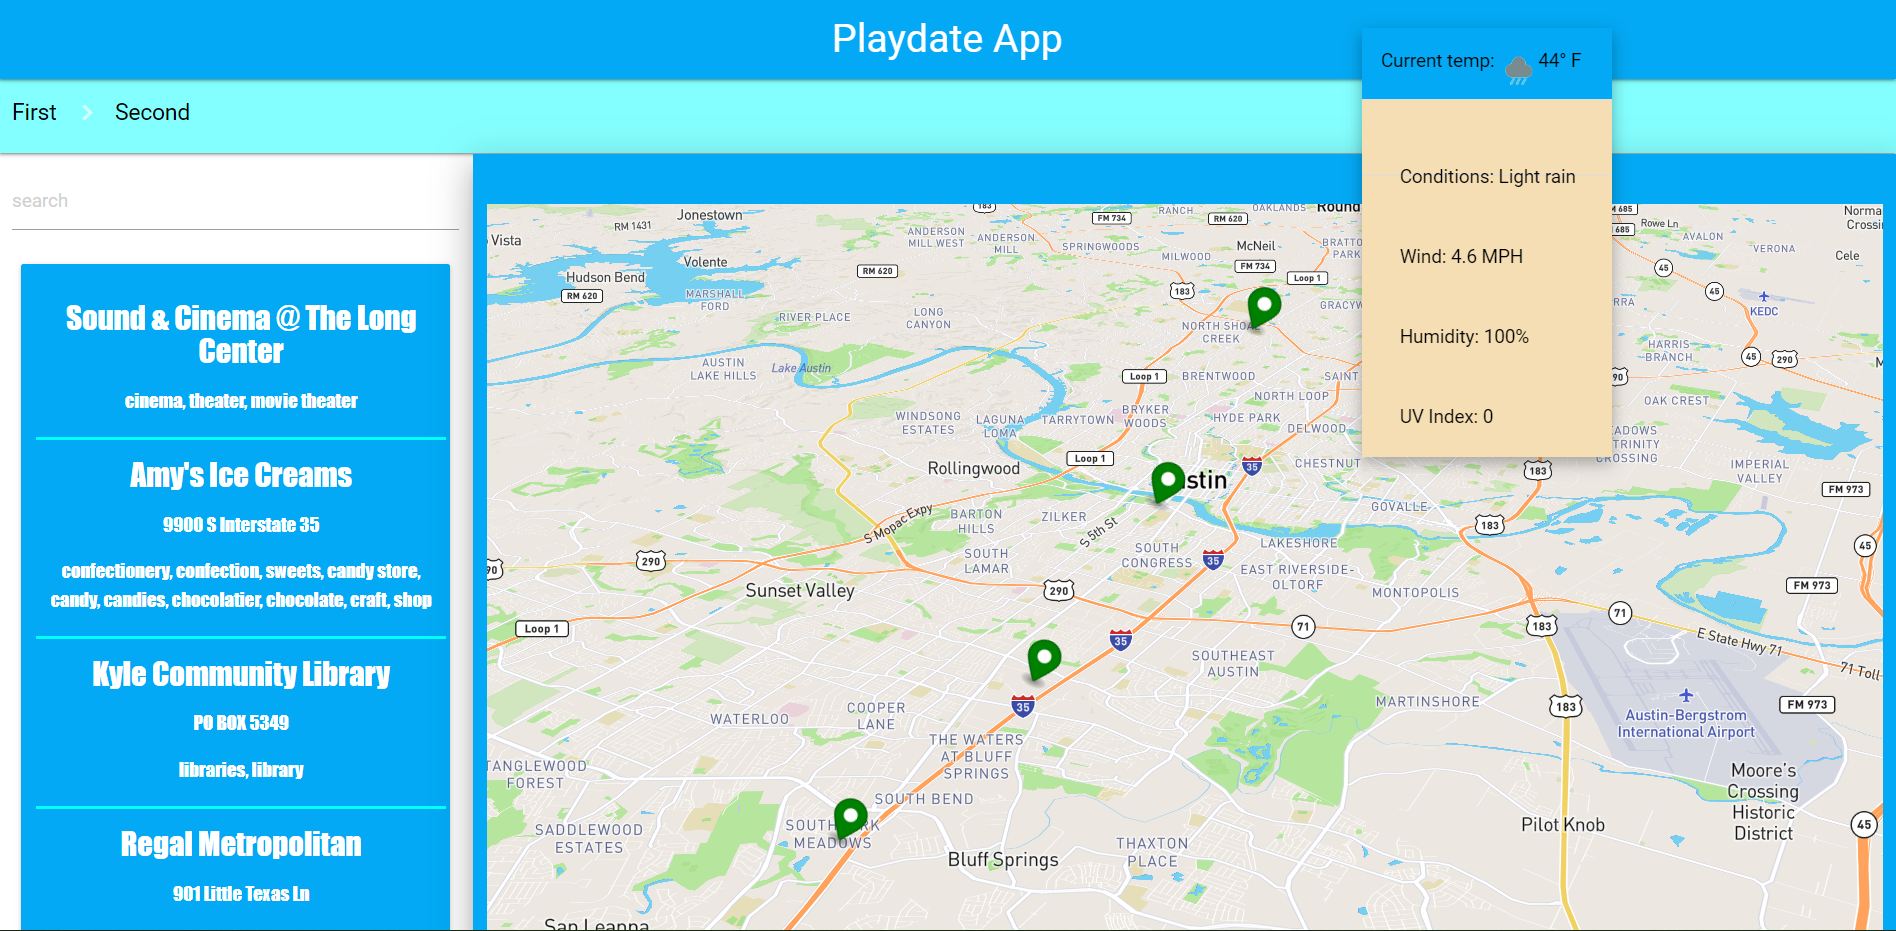 Playdate App
Current temp: 44° F
First
Second
search
Sound & Cinema @ The Long
Center
cinema, theater, movie theater
Amy's Ice Creams
9900 S Interstate 35
confectionery, confection, sweets, candy store,
candy, candies, chocolatier, chocolate, craft, shop
Kyle Community Library
PO BOX 5349
libraries, library
Regal Metropolitan
901 Little Texas Ln
Conditions: Light rain
Wind: 4.6 MPH
Humidity: 100%
UV Index: 0
Jonestown
RM 1431
Vista
Volente
Hudson Bend
RM 620
MARSHALL
FORD
RM 620
ANDERSON
MILL WEST
ANDERSON
MILL
183
RANCH
OAKLANDS
Round
FM 734
RM 620
SPRINGWOODS
McNeil
BRATTO
PARK
MILWOOD
FM 734
Loop 1
183
GRACYW
NORTH SHOA
CREEK
RIVER PLACE
LONG
CANYON
AUSTIN
LAKE HILLS
Lake Austin
Loop 1
BRENTWOOD
SAINT
NORTH LOOP
BRYKER
WOODS
HYDE PARK
DELWOOD
WINDSONG
ESTATES
LAGUNA
LOMA
TARRYTOWN
Rollingwood
Loop 1
35
CHESTNUT
stin
BARTON
HILLS
ZILKER
S 5th St
S Mopac Expy
SOUTH
LAMAR
SOUTH
CONGRESS
35
LAKESHORE
EAST RIVERSIDE-
OLTORF
GOVALLE
MONTOPOLIS
183
183
M 685
685
Rowe Ln
AVALON
VERONA
Norma
Crossi
Cele
45
45
KEDC
RRA
HARRIS
BRANCH
45
290
M
90
OAK CREST
ADOWS
TRINITY
CROSSING
IMPERIAL
VALLEY
FM 973
45
FM 973
90
290
Sunset Valley
290
Loop 1
71
35
183
71
E State Hwy 71
71 Toll
SOUTHEAST
AUSTIN
35
WATERLOO
COOPER
LANE
MARTINSHORE
183
FM 973
Austin-Bergstrom
International Airport
THE WATERS
AT BLUFF
SPRINGS
TANGLEWOOD
FOREST
SOUTH BEND
SOUTH RK
MEADOWS
SADDLEWOOD
ESTATES
Bluff Springs
THAXTON
PLACE
Pilot Knob
Moore's
Crossing
Historic
District
45
San Leanna